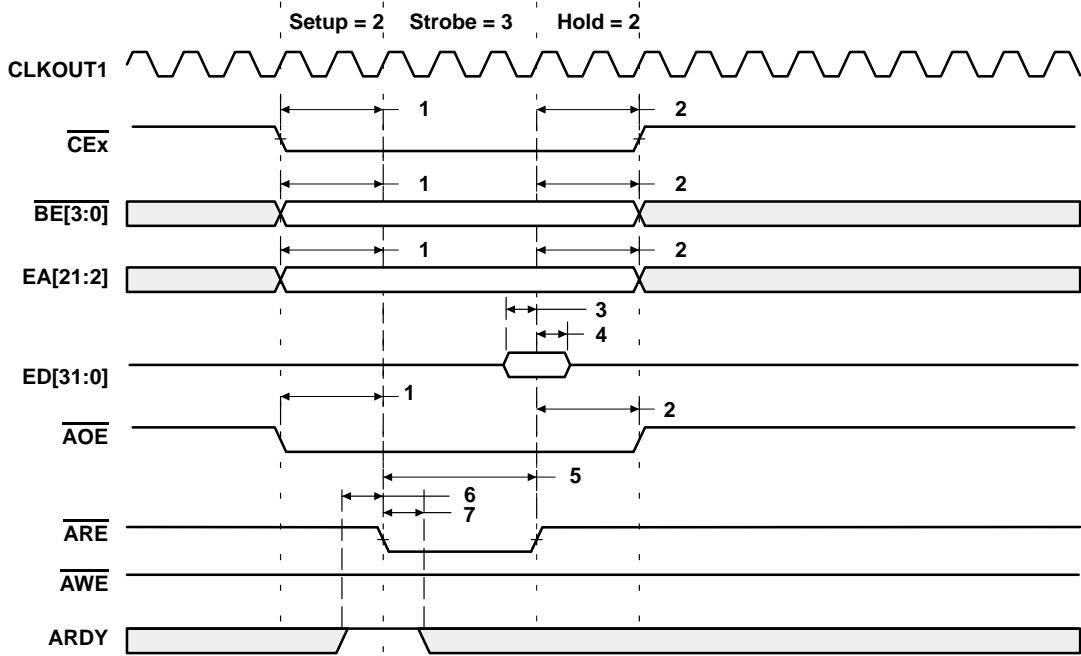 Setup = 2 Strobe = 3 Hold = 2
CLKOUT1
1 2
CEx
1 2
BE[3:0]
1 2
EA[21:2]
3
4
ED[31:0]
1
2
AOE
5
6
7
ARE
AWE
ARDY